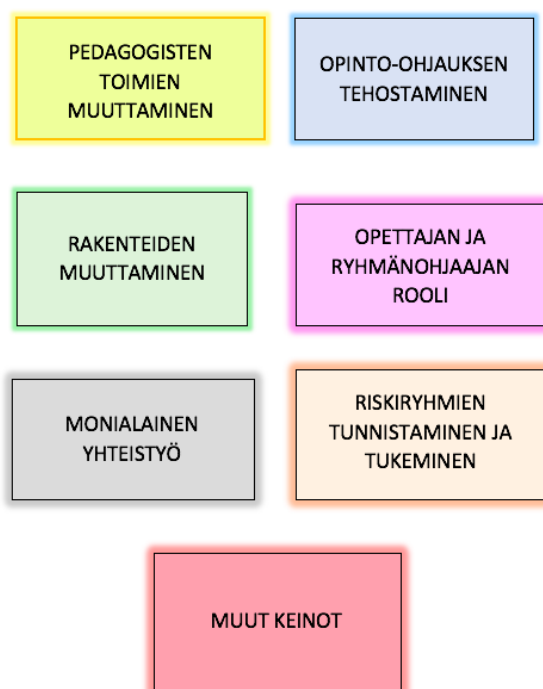 PEDAGOGISTEN
TOIMIEN
MUUTTAMINEN
OPINTO-OHJAUKSEN
TEHOSTAMINEN
RAKENTEIDEN
MUUTTAMINEN
OPETTAJAN JA
RYHMÄNOHJAAJAN
ROOLI
MONIALAINEN
YHTEISTYÖ
RISKIRYHMIEN
TUNNISTAMINEN JA
TUKEMINEN
MUUT KEINOT